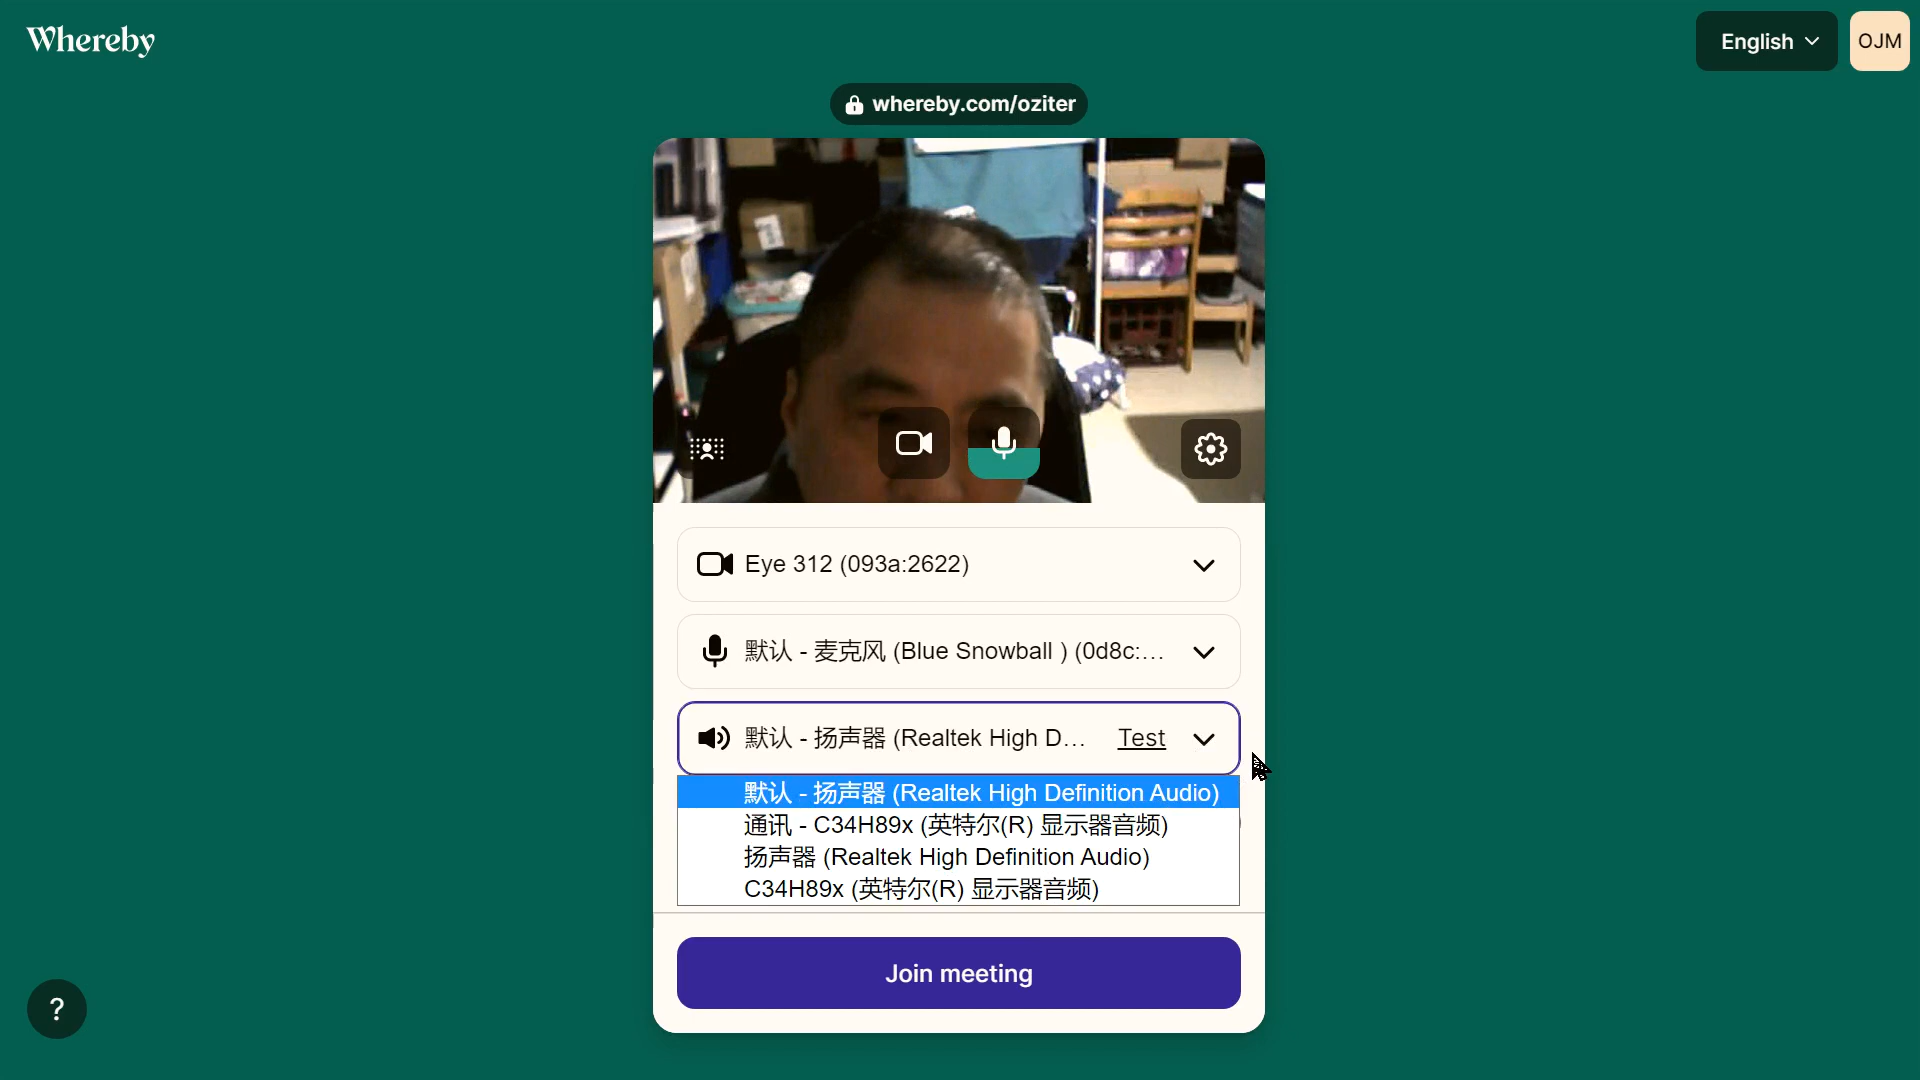 Whereby
English
OJM
whereby.com/oziter
Eye 312 (093a:2622)
默认 - 麦克风 (Blue Snowball ) (0d8c:...
默认 - 扬声器 (Realtek High D... Test
默认 - 扬声器 (Realtek High Definition Audio)
通讯 - C34H89x (英特尔(R) 显示器音频)
扬声器 (Realtek High Definition Audio)
C34H89x (英特尔(R) 显示器音频)
Join meeting
?